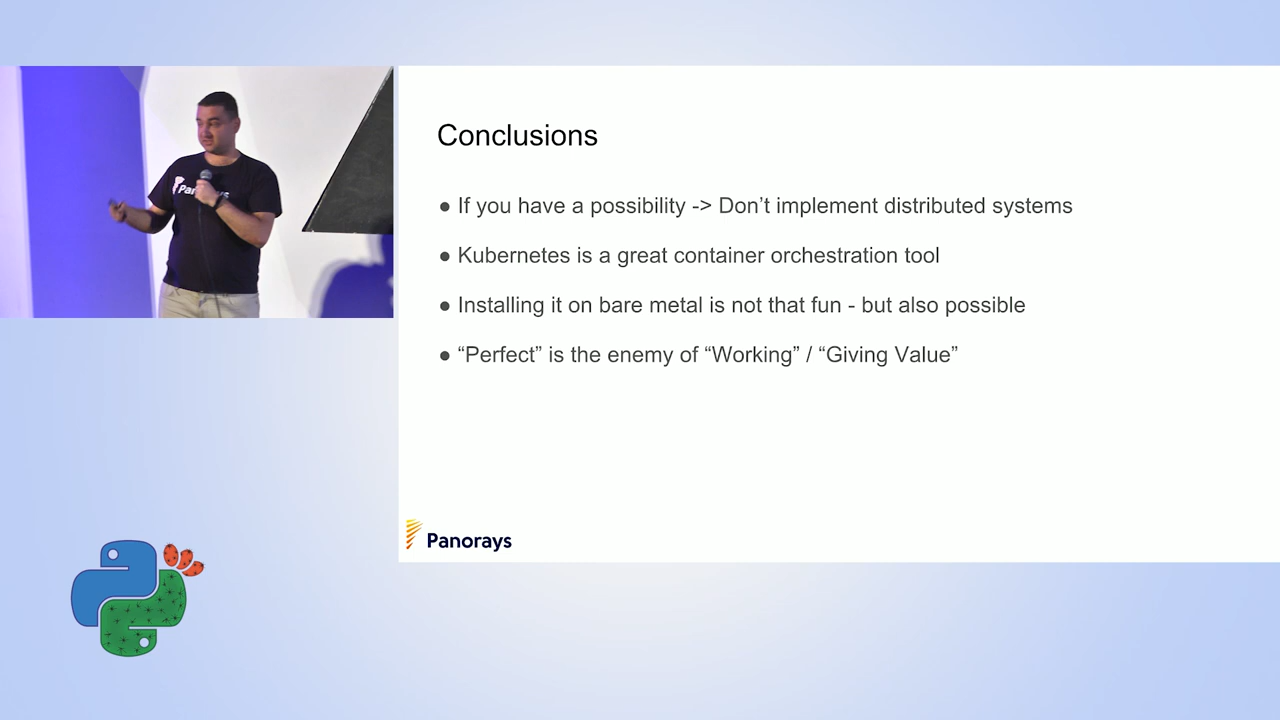 Panorays
Conclusions
● If you have a possibility -> Don’t implement distributed systems
● Kubernetes is a great container orchestration tool
● Installing it on bare metal is not that fun - but also possible
● “Perfect” is the enemy of “Working” / “Giving Value”
Panorays